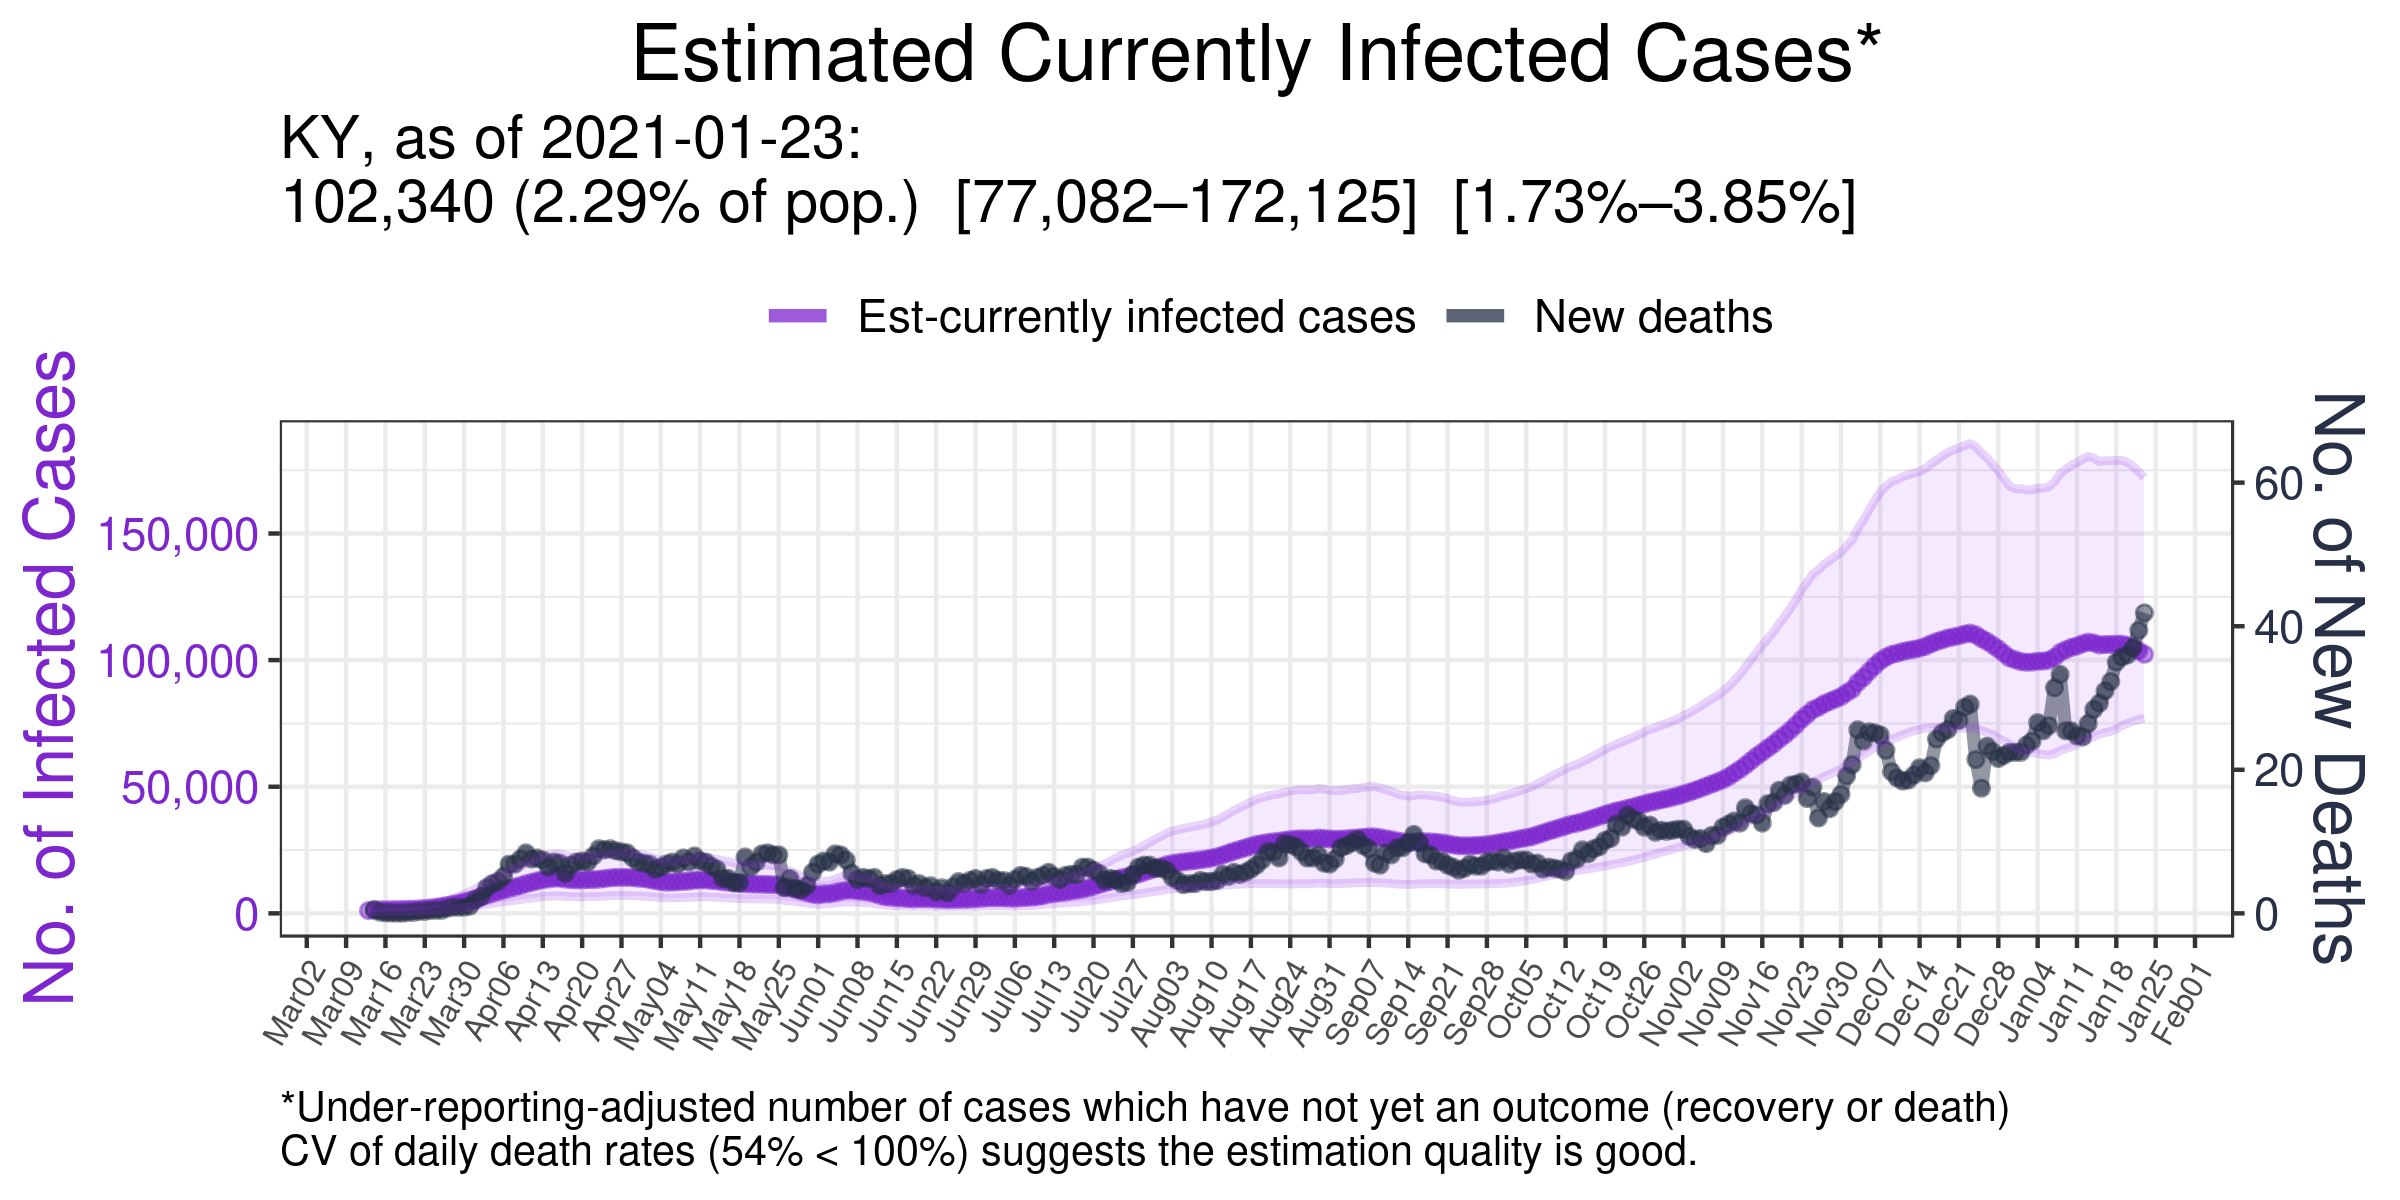 Estimated Currently Infected Cases*
KY, as of 2021-01-23:
102,340 (2.29% of pop.) [77,082–172,125] [1.73%–3.85%]
Est-currently infected cases
New deaths
No. of Infected Cases
150,000
100,000
50,000
0
60
40
20
0
No. of New Deaths
Mar02
Mar09
Mar16
Mar23
Mar30
Apr06
Apr13
Apr20
Apr27
May04
May11
May18
May25
Jun01
Jun08
Jun15
Jun22
Jun29
Jul06
Jul13
Jul20
Jul27
Aug03
Aug10
Aug17
Aug24
Aug31
Sep07
Sep14
Sep21
Sep28
Oct05
Oct12
Oct19
Oct26
Nov02
Nov09
Nov16
Nov23
Nov30
Dec07
Dec14
Dec21
Dec28
Jan04
Jan11
Jan18
Jan25
Feb01
*Under-reporting-adjusted number of cases which have not yet an outcome (recovery or death)
CV of daily death rates (54% < 100%) suggests the estimation quality is good.